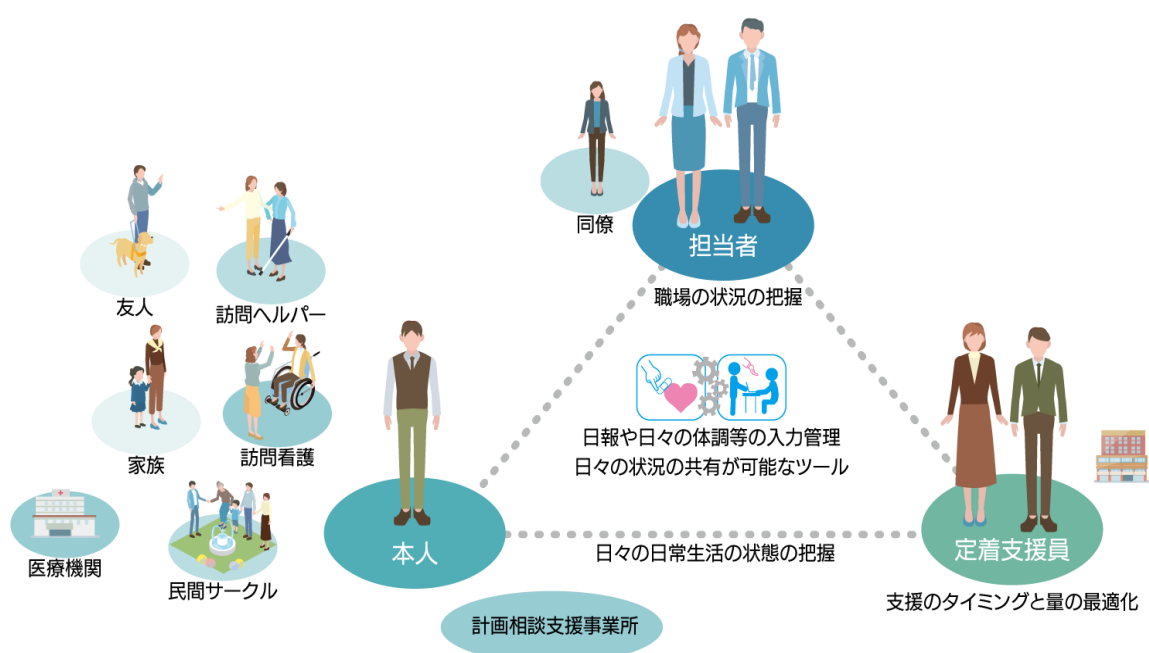 同僚
担当者
職場の状況の把握
友人
訪問ヘルパー
家族
訪問看護
日報や日々の体調等の入力管理
日々の状況の共有が可能なツール
医療機関
民間サークル
本人
日々の日常生活の状態の把握
定着支援員
支援のタイミングと量の最適化
計画相談支援事業所